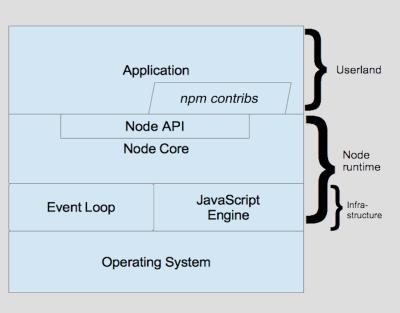 Application
Userland
npm contribs
Node API
Node Core
Node
runtime
Event Loop
JavaScript
Engine
Infra-
structure
Operating System